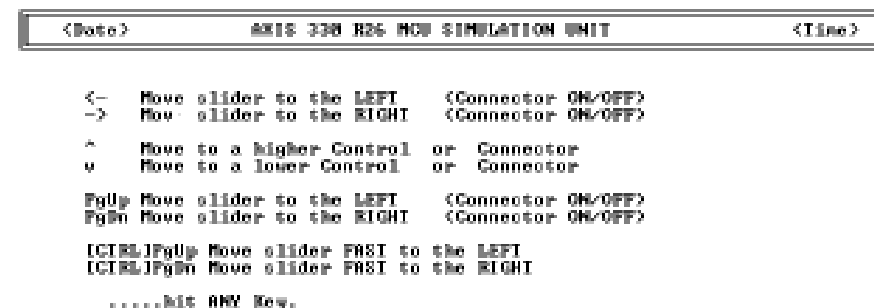 <Date> AXIS 330 B26 MCU SIMULATION UNIT <Time>
<- Move slider to the LEFT (Connector ON/OFF)
-> Mov slider to the RIGHT (Connector ON/OFF)
^ Move to a higher Control or Connector
v Move to a lower Control or Connector
PgUp Move slider to the LEFT (Connector ON/OFF)
PgDn Move slider to the RIGHT (Connector ON/OFF)
[CTRL]PgUp Move slider FAST to the LEFT
[CTRL]PgDn Move slider FAST to the RIGHT
.....hit ANY Key.